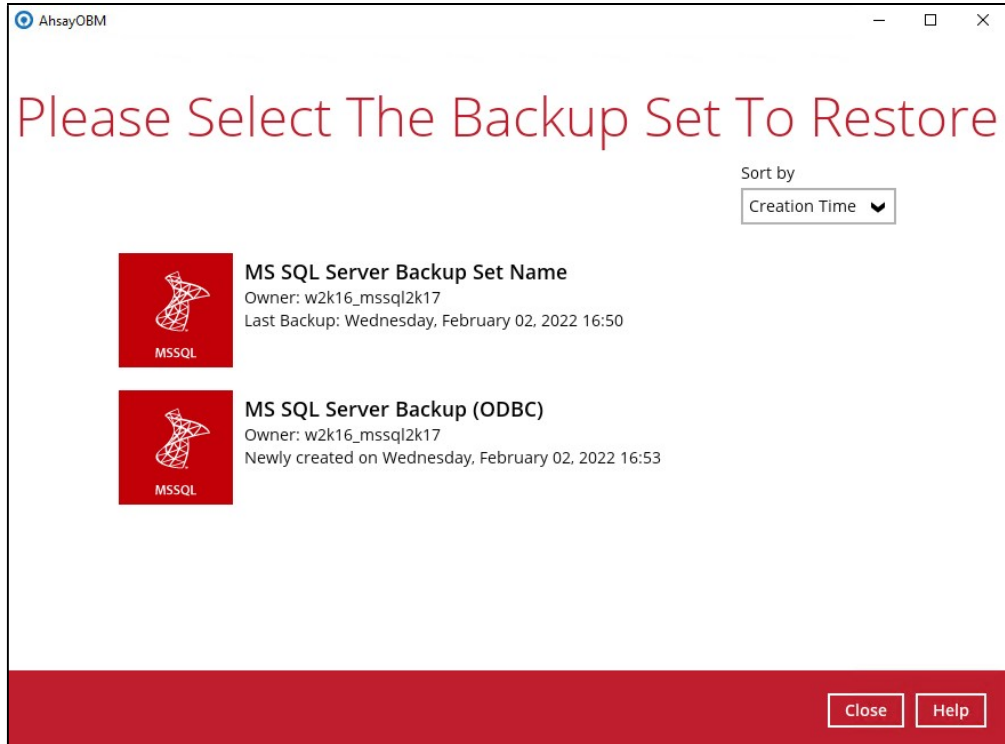 AhsayOBM
Please Select The Backup Set To Restore
Sort by
Creation Time
MSSQL
MS SQL Server Backup Set Name
Owner: w2k16_mssql2k17
Last Backup: Wednesday, February 02, 2022 16:50
MSSQL
MS SQL Server Backup (ODBC)
Owner: w2k16_mssql2k17
Newly created on Wednesday, February 02, 2022 16:53
Close
Help